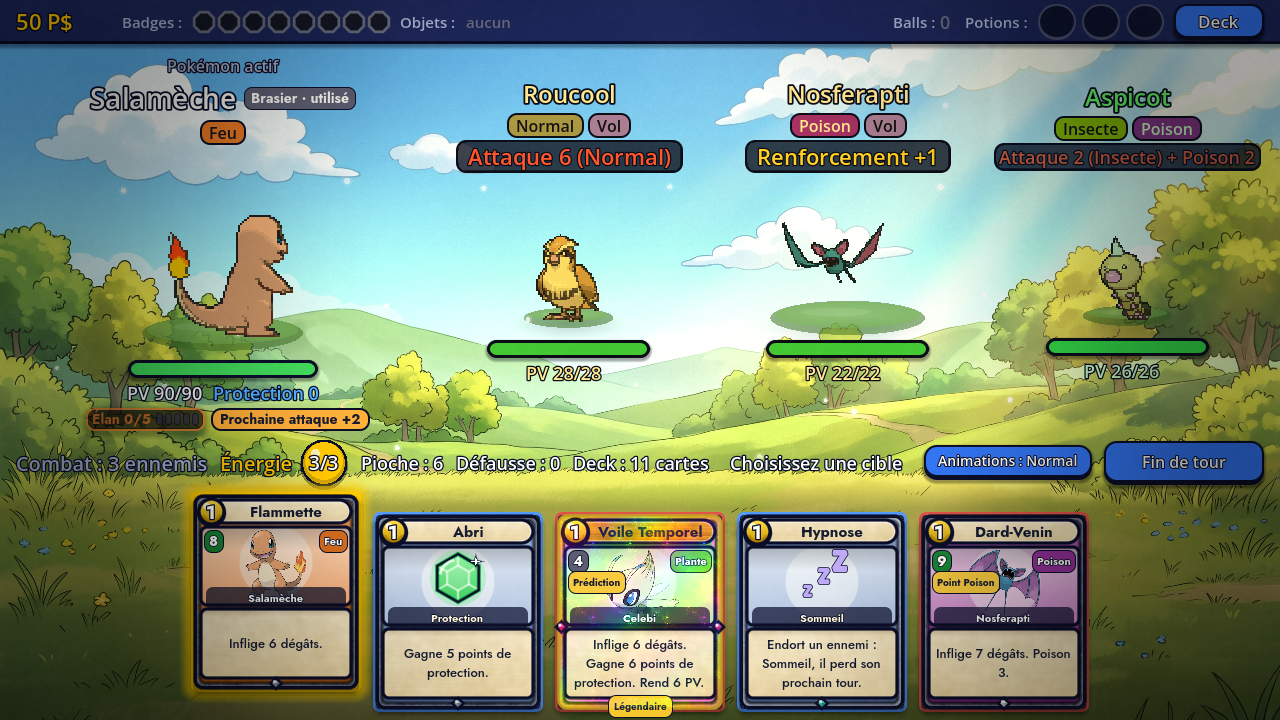 50 P$
Badges :
Objets : aucun
Balls : 0
Potions :
Deck
Pokémon actif
Salamèche
Brasier · utilisé
Feu
Roucool
Normal
Vol
Attaque 6 (Normal)
Nosferapti
Poison
Vol
Renforcement +1
Aspicot
Insecte
Poison
Attaque 2 (Insecte) + Poison 2
PV 90/90
Protection 0
Élan 0/5
Prochaine attaque +2
PV 28/28
PV 22/22
PV 26/26
Combat : 3 ennemis
Énergie
3/3
Pioche : 6
Défausse : 0
Deck : 11 cartes
Choisissez une cible
Animations : Normal
Fin de tour
1
Flammette
8
Feu
Salamèche
Inflige 6 dégâts.
1
Abri
Protection
Gagne 5 points de
protection.
1
Voile Temporel
4
Plante
Prédiction
Celebi
Inflige 6 dégâts.
Gagne 6 points de
protection. Rend 6 PV.
Légendaire
1
Hypnose
Z Z Z
Sommeil
Endort un ennemi :
Sommeil, il perd son
prochain tour.
1
Dard-Venin
9
Poison
Point Poison
Nosferapti
Inflige 7 dégâts. Poison
3.